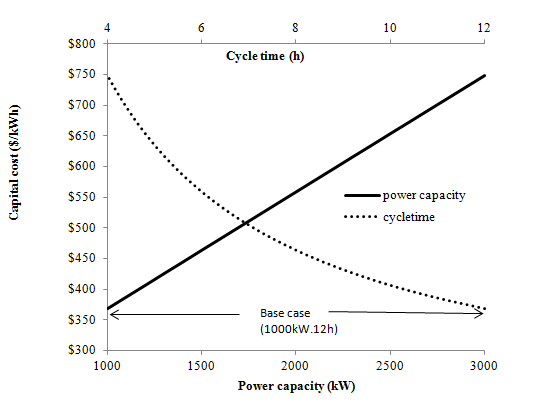 4 6 7 8 10 12
Cycle time (h)
$800
$750
$700
$650
$600
$550
$500
$450
$400
$350
$300
Capital cost ($/kWh)
power capacity
cycletime
Base case
(1000kW.12h)
1000 1500 2000 2500 3000
Power capacity (kW)